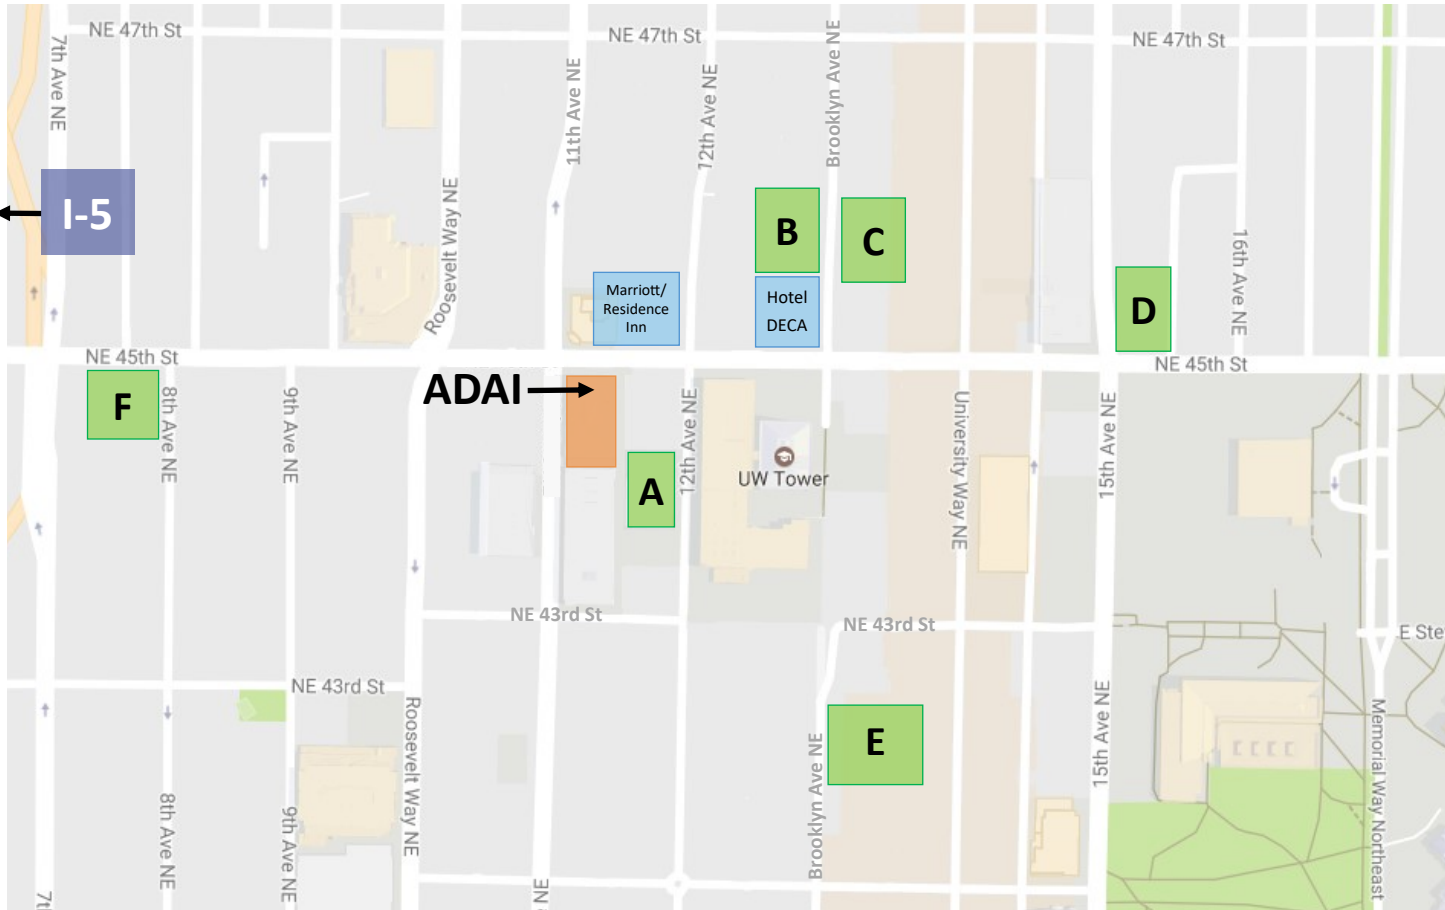 NE 47th St
NE 47th St
NE 47th St
7th Ave NE
11th Ave NE
12th Ave NE
Brooklyn Ave NE
I-5
Roosevelt Way NE
B
C
16th Ave NE
Marriott/
Residence
Inn
Hotel
DECA
D
NE 45th St
NE 45th St
F
8th Ave NE
9th Ave NE
ADAI
12th Ave NE
A
UW Tower
University Way NE
15th Ave NE
NE 43rd St
NE 43rd St
E Ste
NE 43rd St
Roosevelt Way NE
Brooklyn Ave NE
E
15th Ave NE
Memorial Way Northeast
8th Ave NE
9th Ave NE
7t
NE